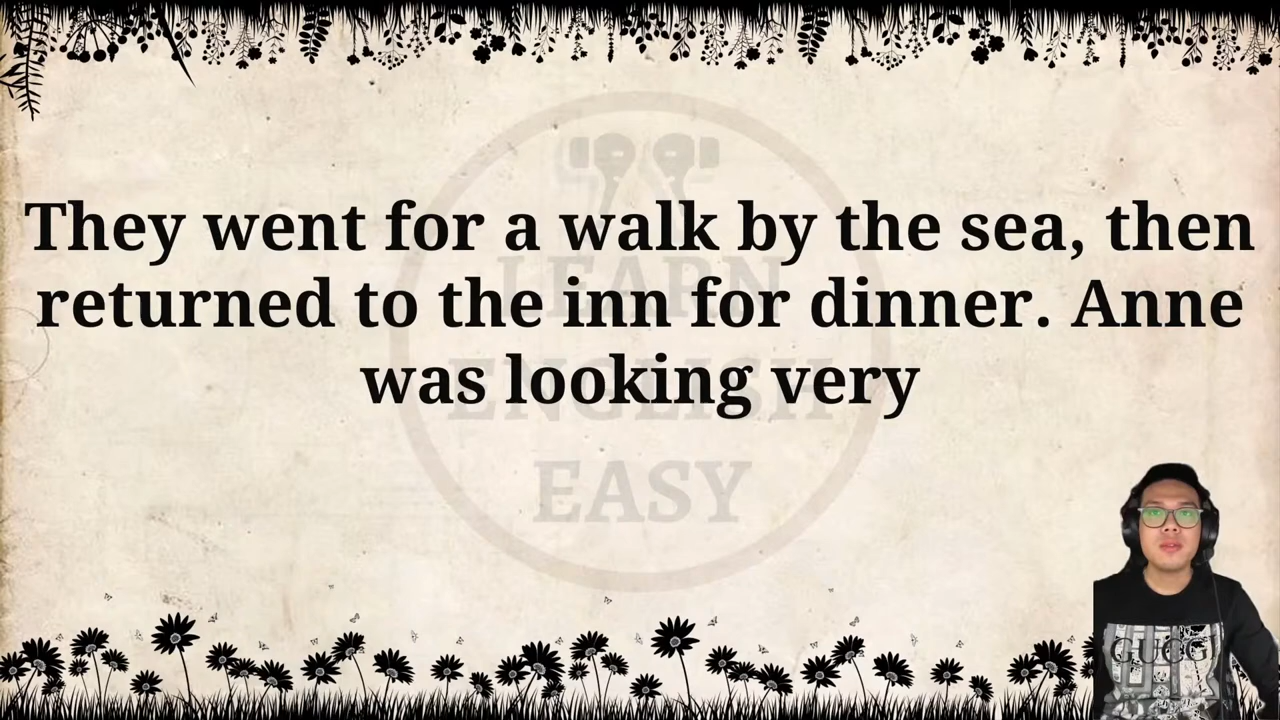 They went for a walk by the sea, then
returned to the inn for dinner. Anne
was looking very
LEARN
ENGLISH
EASY
GUCCI